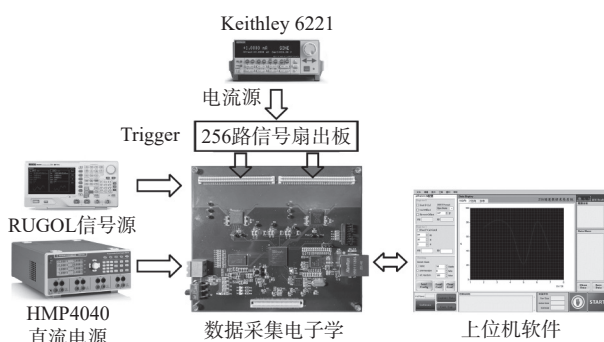 Keithley 6221
电流源
Trigger
256路信号扇出板
RUGOL信号源
HMP4040
直流电源
数据采集电子学
上位机软件
START